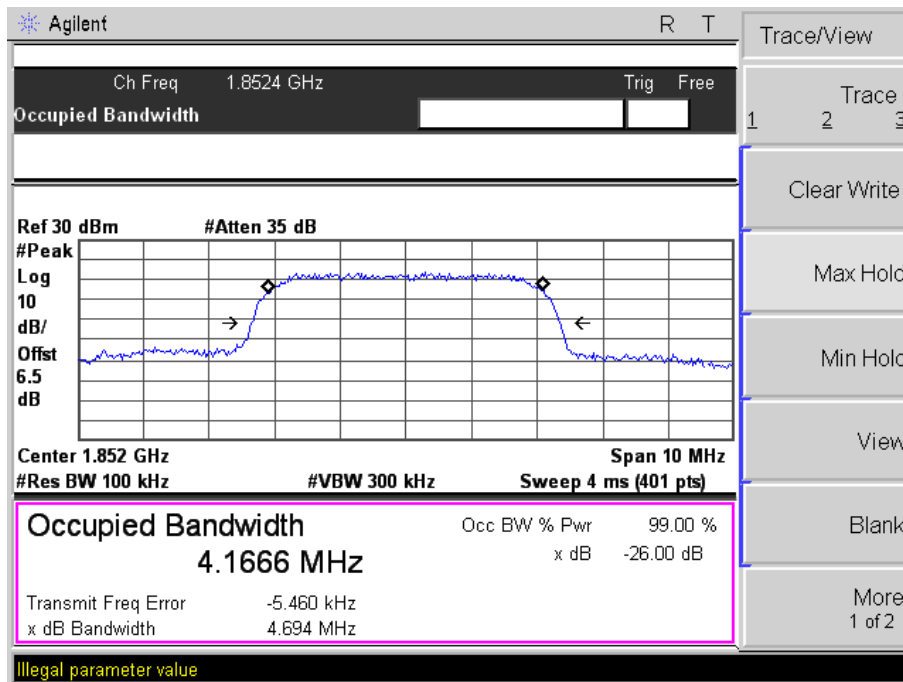 Agilent R T
Ch Freq 1.8524 GHz Trig Free
Occupied Bandwidth
Ref 30 dBm #Atten 35 dB
#Peak
Log
10
dB/
Offst
6.5
dB
Center 1.852 GHz Span 10 MHz
#Res BW 100 kHz #VBW 300 kHz Sweep 4 ms (401 pts)
Occupied Bandwidth Occ BW % Pwr 99.00 %
4.1666 MHz x dB -26.00 dB
Transmit Freq Error -5.460 kHz
x dB Bandwidth 4.694 MHz
Illegal parameter value
Trace/View
Trace
1 2 3
Clear Write
Max Hold
Min Hold
View
Blank
More
1 of 2